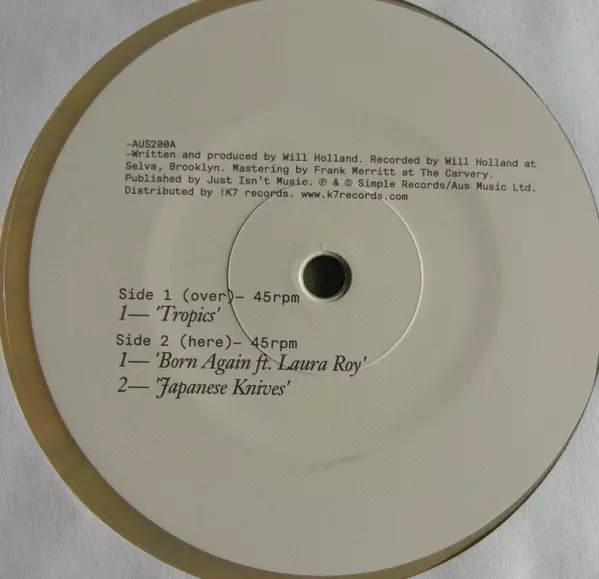 —AUS200A
—Written and produced by Will Holland. Recorded by Will Holland at
Selva, Brooklyn. Mastering by Frank Merritt at The Carvery.
Published by Just Isn't Music. ℗ & © Simple Records/Aus Music Ltd.
Distributed by !K7 records. www.k7records.com
Side 1 (over)— 45rpm
1— 'Tropics'
Side 2 (here)— 45rpm
1— 'Born Again ft. Laura Roy'
2— 'Japanese Knives'